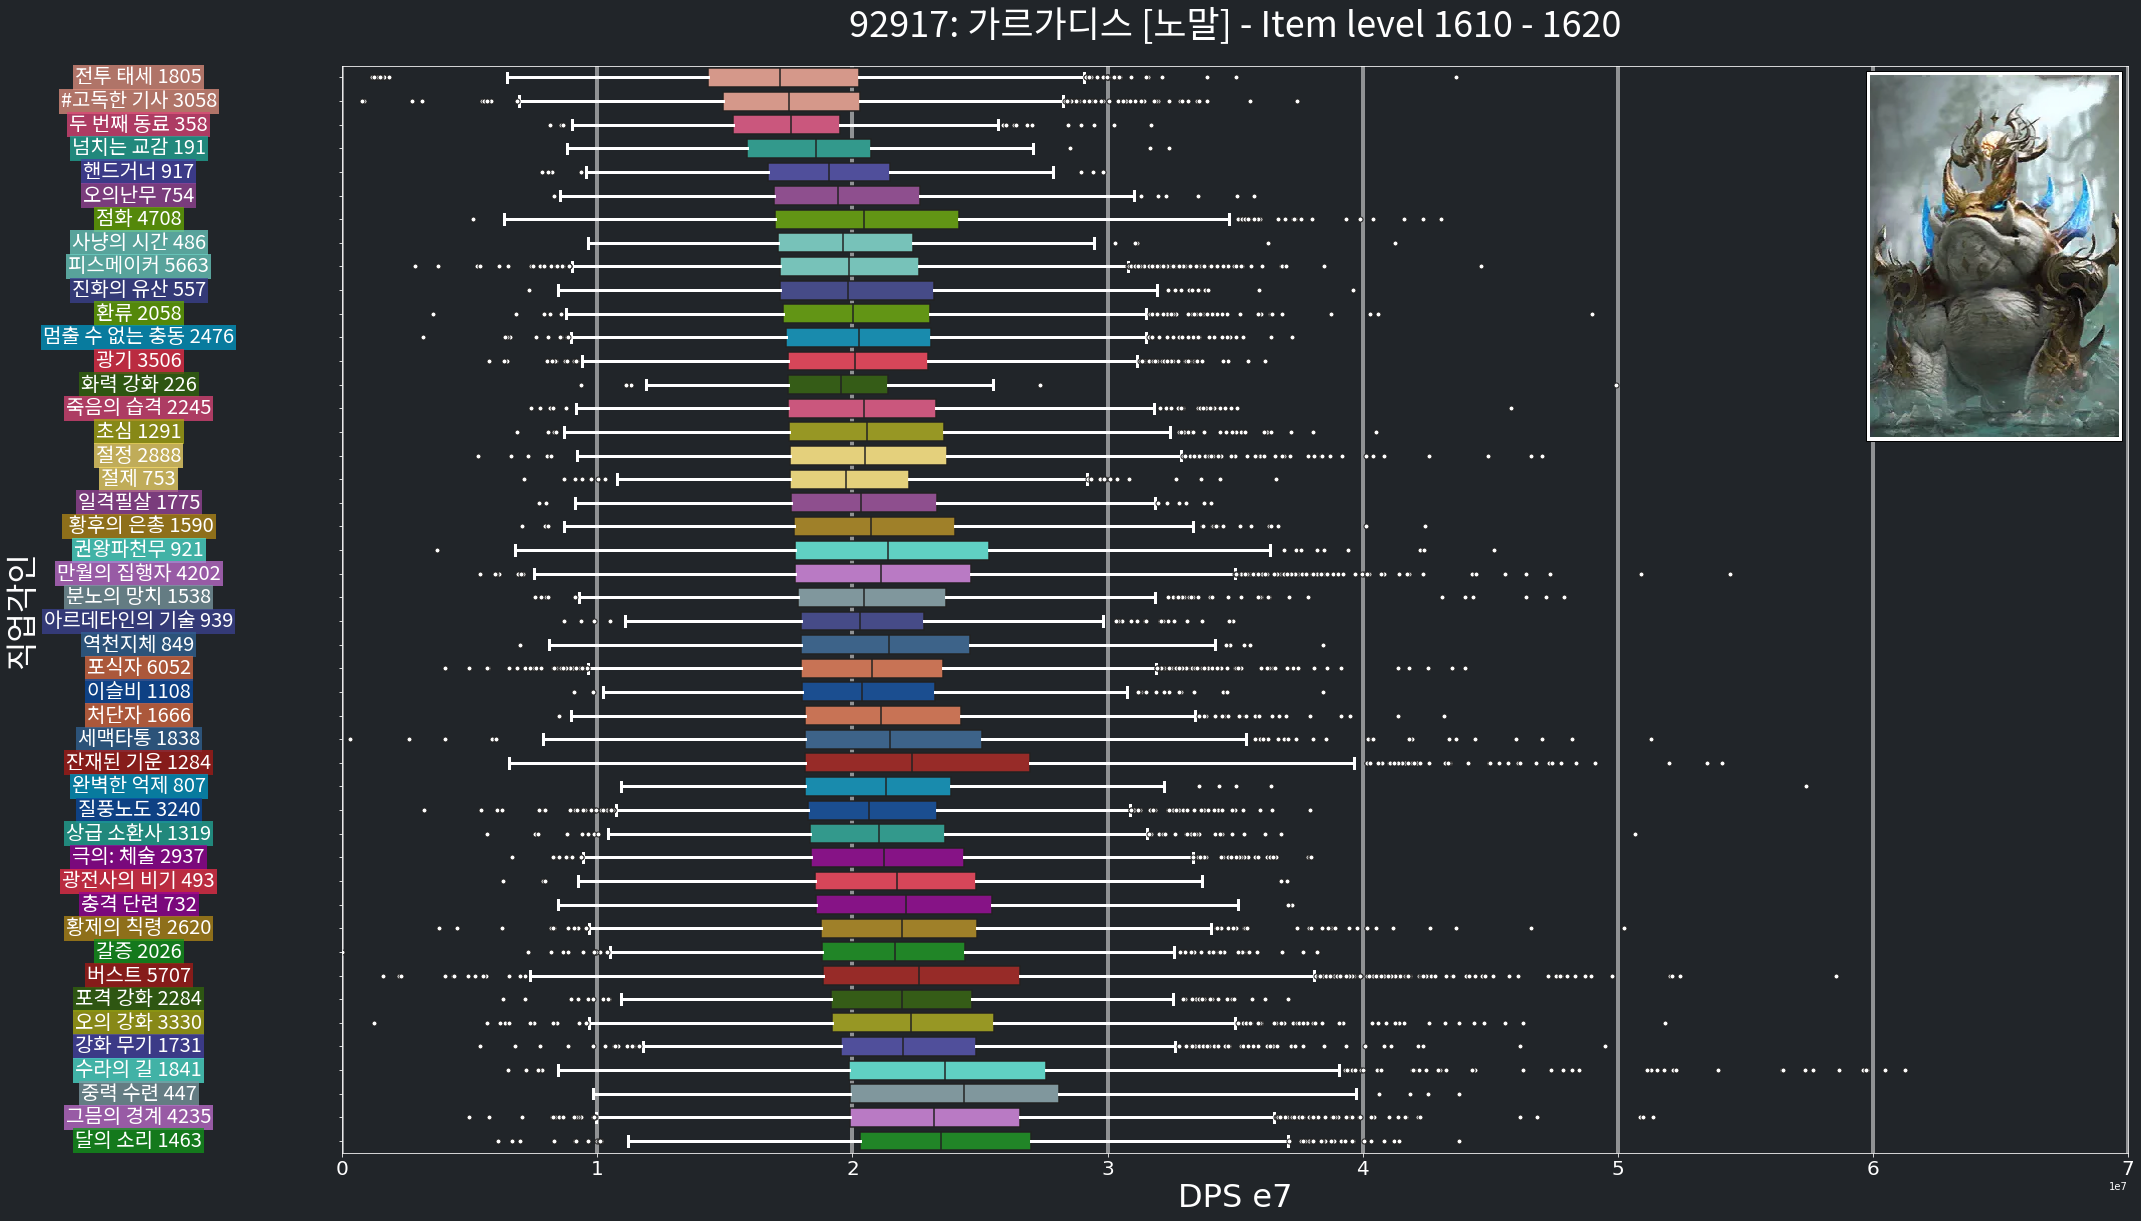 92917: 가르가디스 [노말] - Item level 1610 - 1620
전투 태세 1805
#고독한 기사 3058
두 번째 동료 358
넘치는 교감 191
핸드거너 917
오의난무 754
점화 4708
사냥의 시간 486
피스메이커 5663
진화의 유산 557
환류 2058
멈출 수 없는 충동 2476
광기 3506
화력 강화 226
죽음의 습격 2245
초심 1291
절정 2888
절제 753
일격필살 1775
황후의 은총 1590
권왕파천무 921
만월의 집행자 4202
분노의 망치 1538
아르데타인의 기술 939
역천지체 849
포식자 6052
이슬비 1108
처단자 1666
세맥타통 1838
잔재된 기운 1284
완벽한 억제 807
질풍노도 3240
상급 소환사 1319
극의: 체술 2937
광전사의 비기 493
충격 단련 732
황제의 칙령 2620
갈증 2026
버스트 5707
포격 강화 2284
오의 강화 3330
강화 무기 1731
수라의 길 1841
중력 수련 447
그믐의 경계 4235
달의 소리 1463
직업각인
0 1 2 3 4 5 6 7
1e7
DPS e7